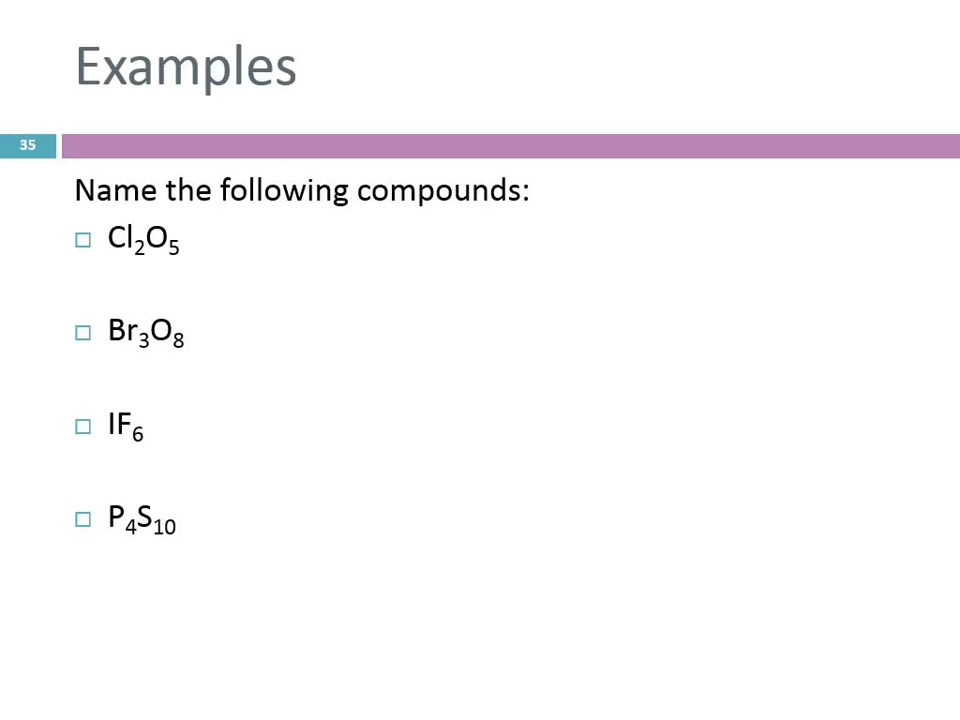 Examples
35
Name the following compounds:
Cl₂O₅
Br₃O₈
IF₆
P₄S₁₀